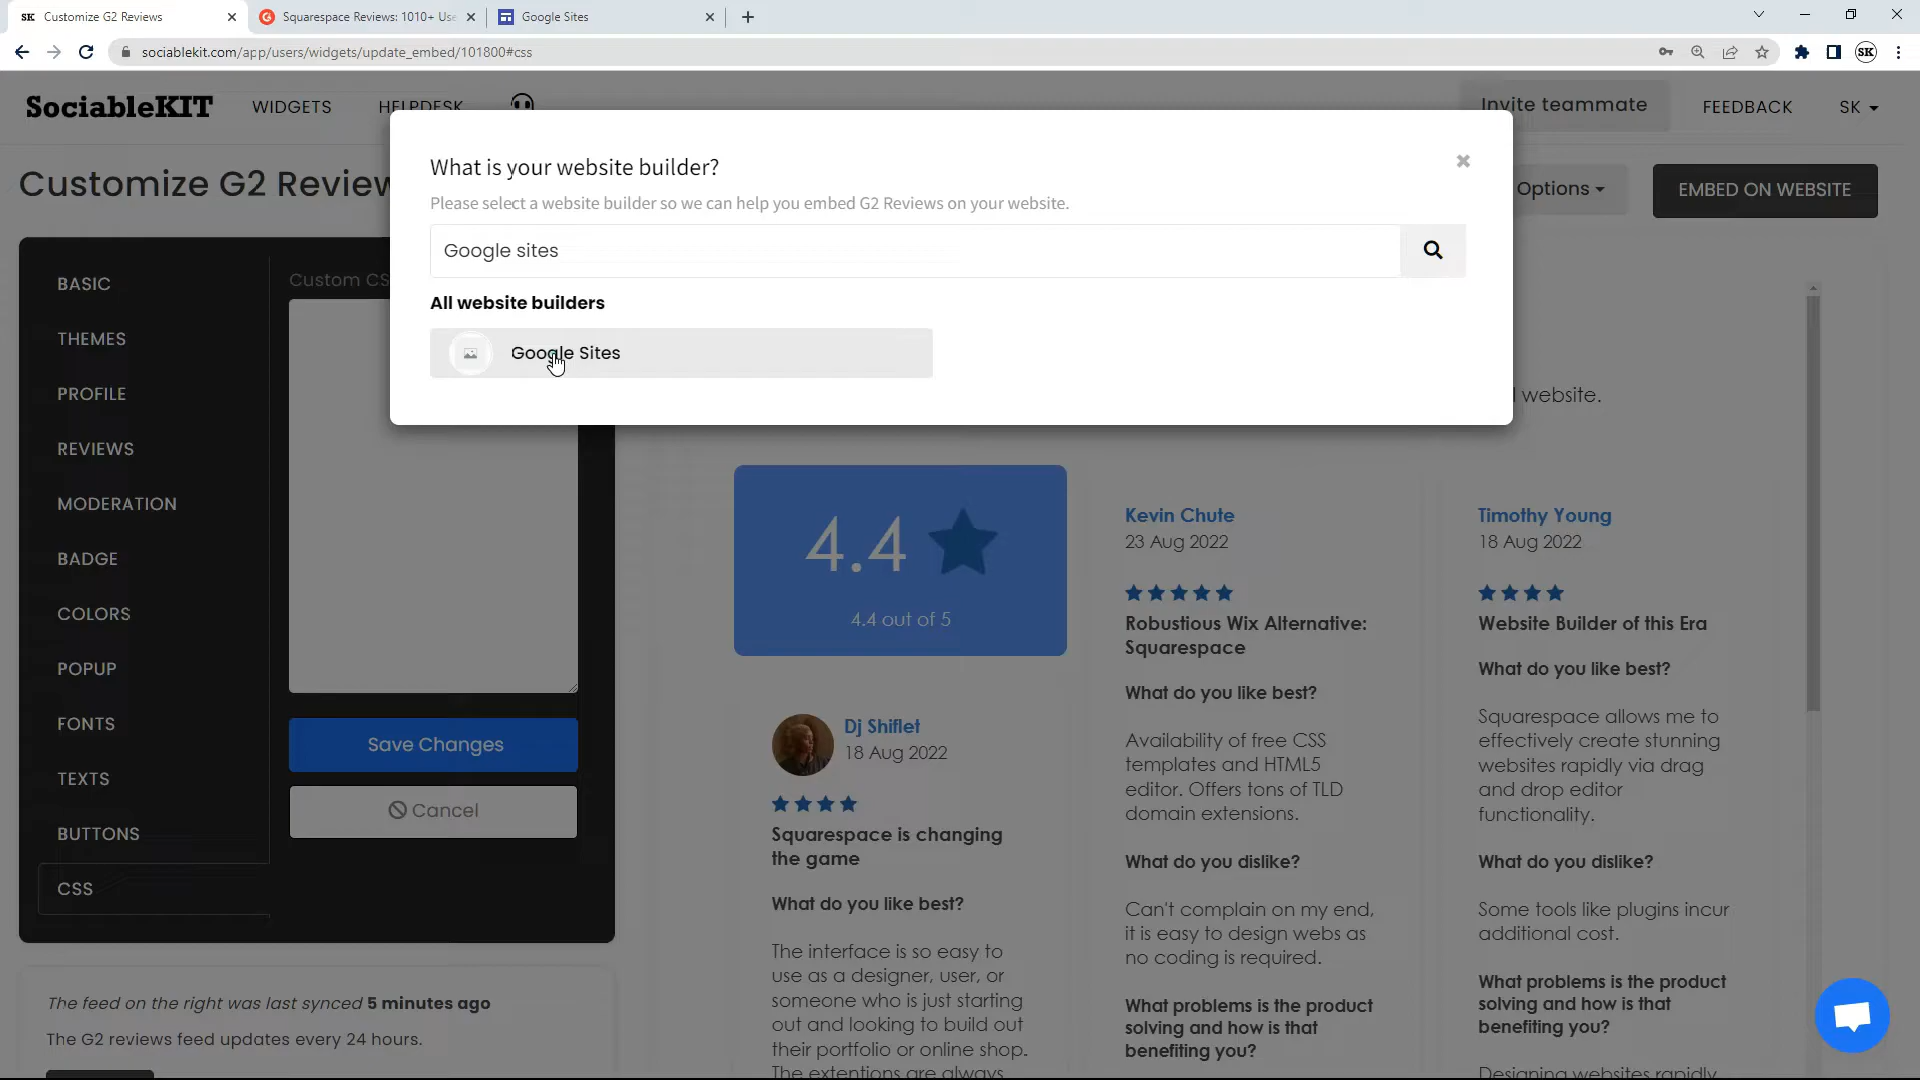 SK Customize G2 Reviews
Squarespace Reviews: 1010+ Use
Google Sites
sociablekit.com/app/users/widgets/update_embed/101800#css
SK
SociableKIT
WIDGETS
HELPDESK
Invite teammate
FEEDBACK
SK
Customize G2 Review
Options
EMBED ON WEBSITE
What is your website builder?
Please select a website builder so we can help you embed G2 Reviews on your website.
Google sites
All website builders
Google Sites
BASIC
THEMES
PROFILE
REVIEWS
MODERATION
BADGE
COLORS
POPUP
FONTS
TEXTS
BUTTONS
CSS
Custom CS
Save Changes
Cancel
The feed on the right was last synced 5 minutes ago
The G2 reviews feed updates every 24 hours.
website.
4.4
4.4 out of 5
Dj Shiflet
18 Aug 2022
Squarespace is changing
the game
What do you like best?
The interface is so easy to
use as a designer, user, or
someone who is just starting
out and looking to build out
their portfolio or online shop.
The extentions are always
Kevin Chute
23 Aug 2022
Robustious Wix Alternative:
Squarespace
What do you like best?
Availability of free CSS
templates and HTML5
editor. Offers tons of TLD
domain extensions.
What do you dislike?
Can't complain on my end,
it is easy to design webs as
no coding is required.
What problems is the product
solving and how is that
benefiting you?
Timothy Young
18 Aug 2022
Website Builder of this Era
What do you like best?
Squarespace allows me to
effectively create stunning
websites rapidly via drag
and drop editor
functionality.
What do you dislike?
Some tools like plugins incur
additional cost.
What problems is the product
solving and how is that
benefiting you?
Designing websites rapidly